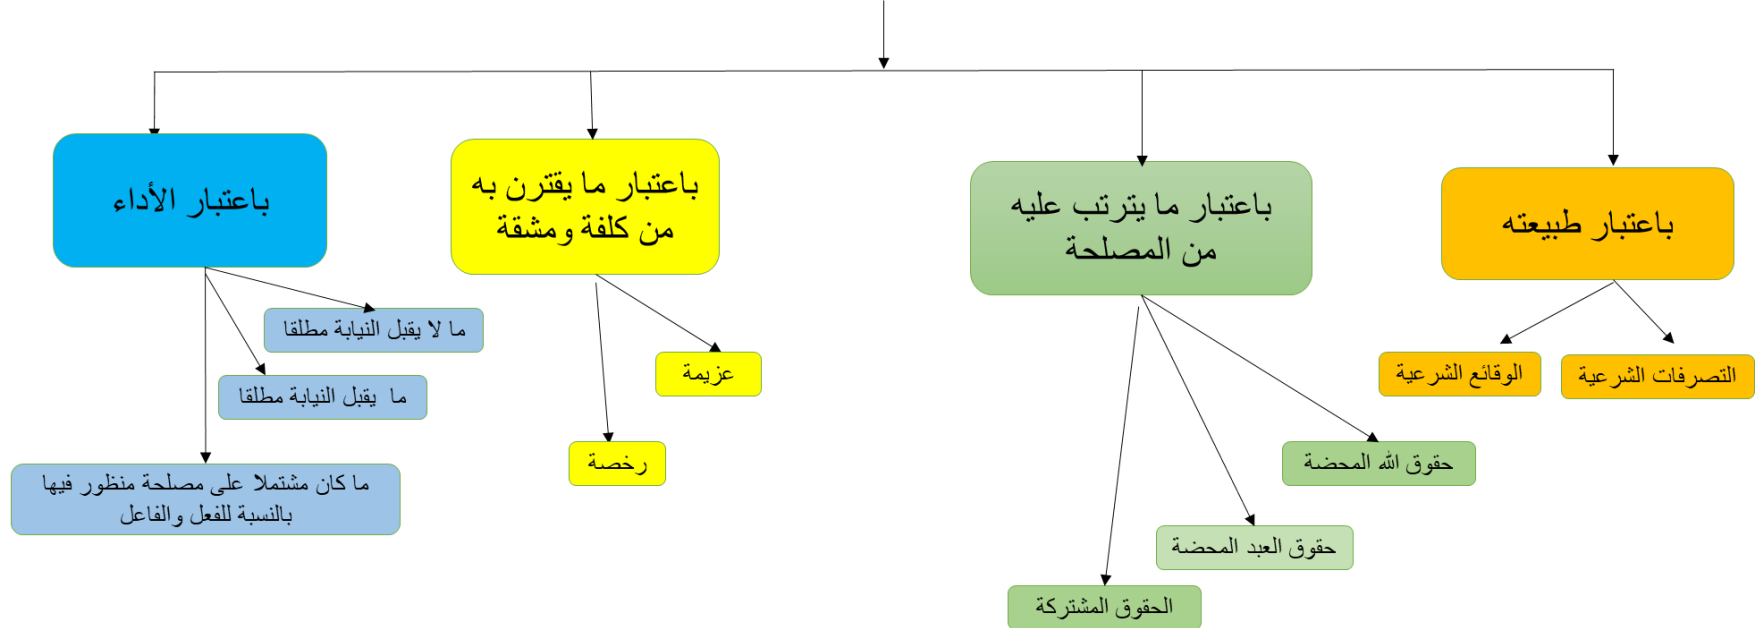 باعتبار طبيعته
باعتبار ما يترتب عليه
من المصلحة
باعتبار ما يقترن به
من كلفة ومشقة
باعتبار الأداء
التصرفات الشرعية
الوقائع الشرعية
حقوق الله المحضة
حقوق العبد المحضة
الحقوق المشتركة
عزيمة
رخصة
ما لا يقبل النيابة مطلقا
ما يقبل النيابة مطلقا
ما كان مشتملا على مصلحة منظور فيها
بالنسبة للفعل والفاعل